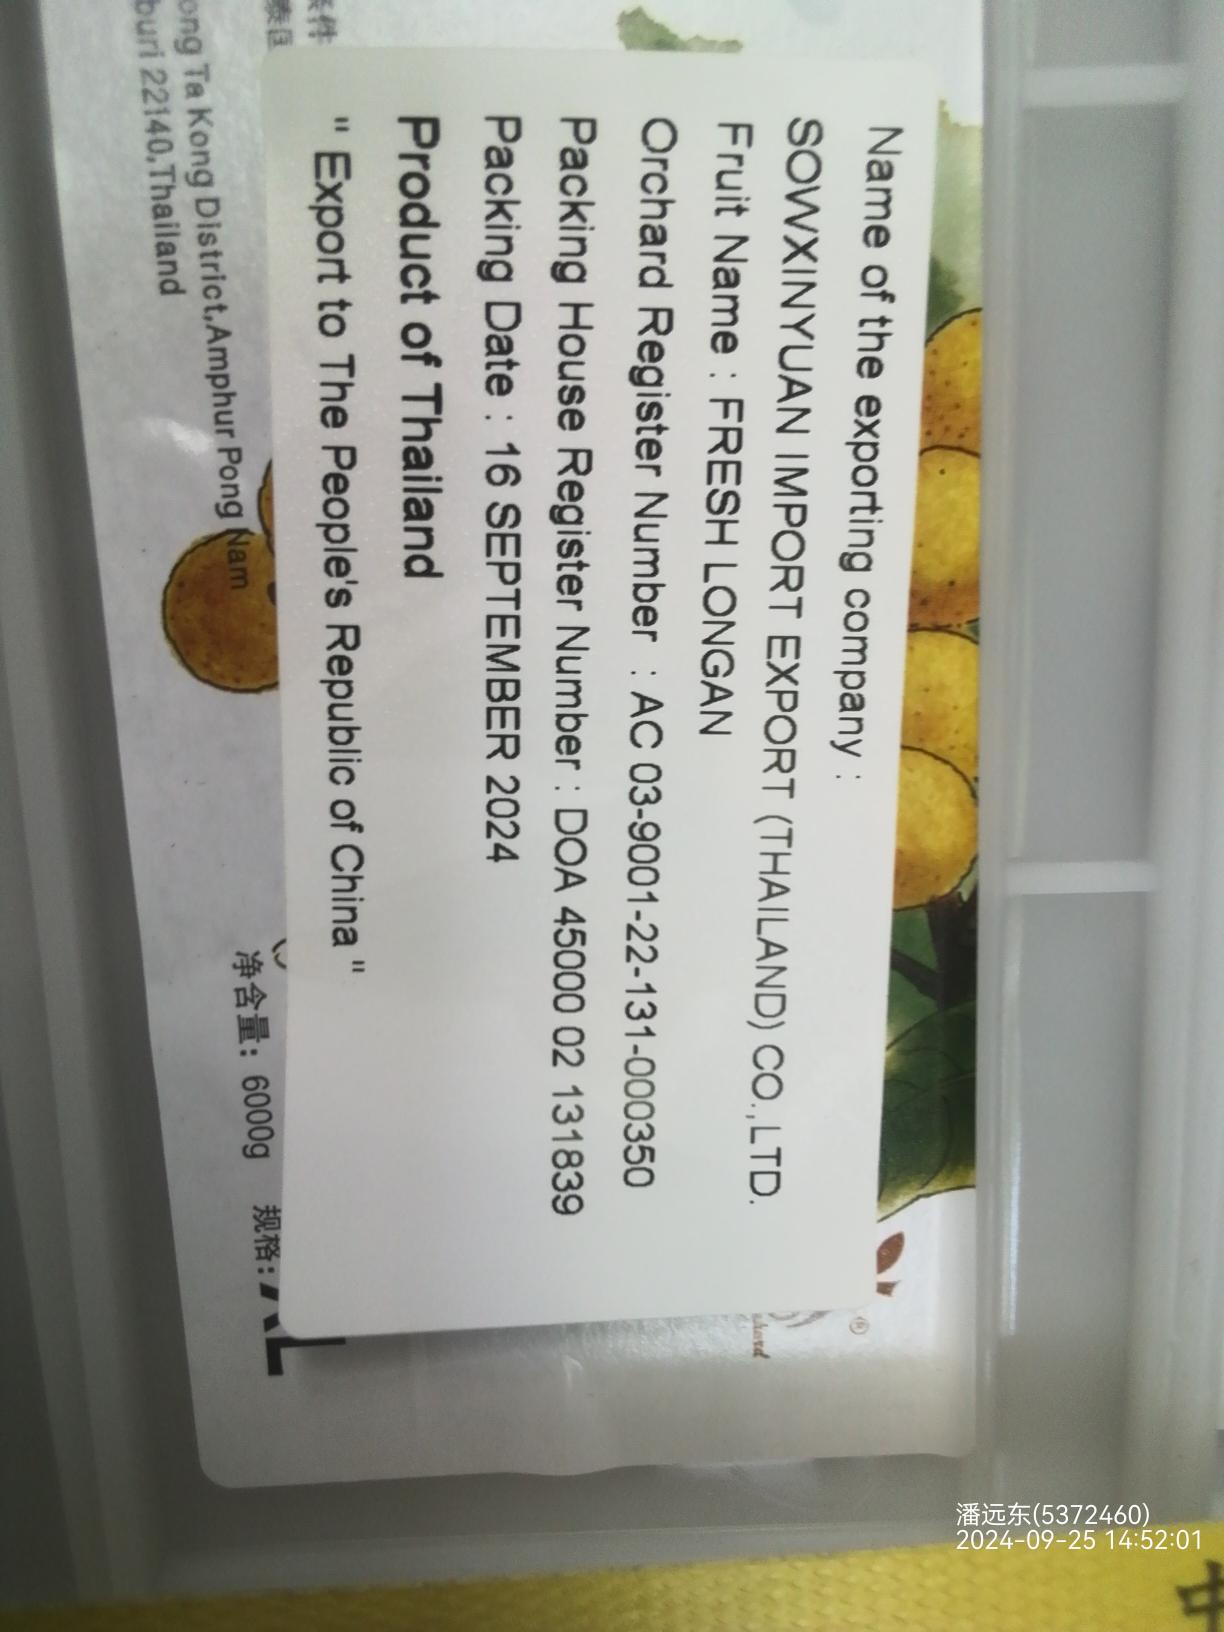 Name of the exporting company :
SOWXINYUAN IMPORT EXPORT (THAILAND) CO.,LTD.
Fruit Name : FRESH LONGAN
Orchard Register Number : AC 03-9001-22-131-000350
Packing House Register Number : DOA 45000 02 131839
Packing Date : 16 SEPTEMBER 2024
Product of Thailand
" Export to The People's Republic of China "
Ta Kong District,Amphur Pong Nam
22140,Thailand
净含量: 6000g 规格: XL
®
潘远东(5372460)
2024-09-25 14:52:01
中